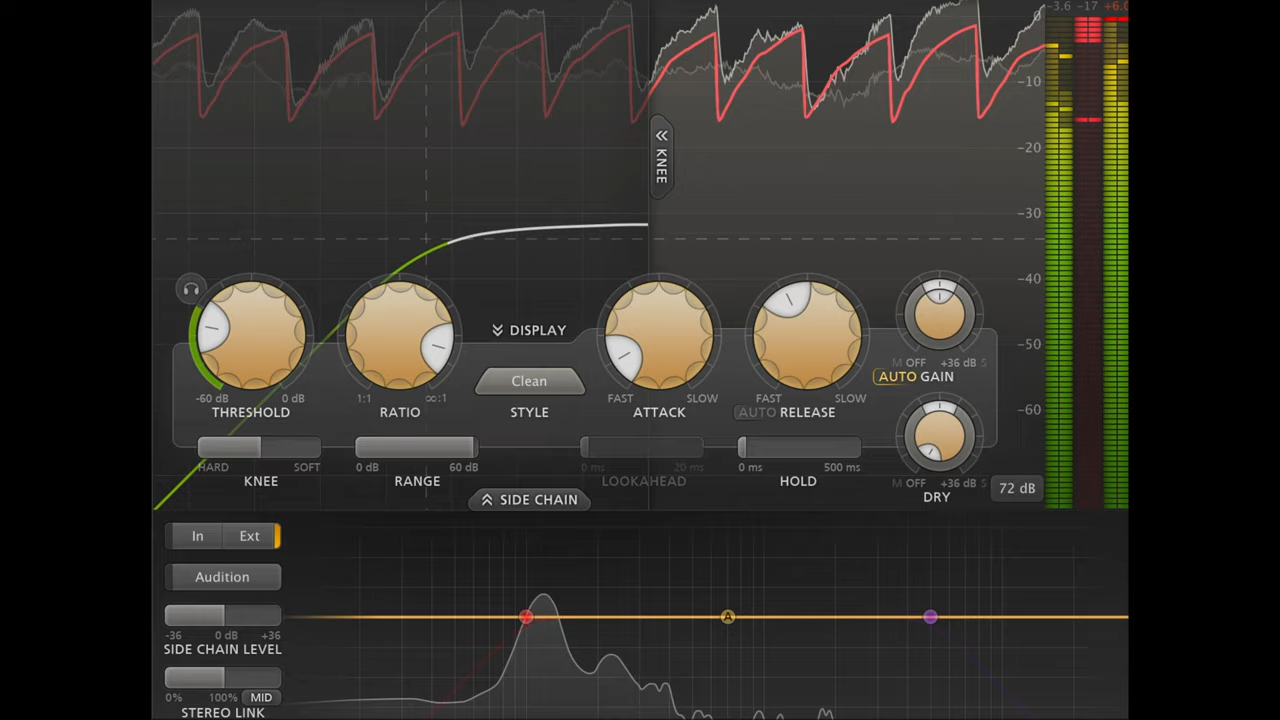 -3.6 -17 +6.0
0
-10
-20
-30
-40
-50
-60
KNEE
DISPLAY
Clean
STYLE
-60 dB 0 dB
THRESHOLD
1:1 ∞:1
RATIO
FAST SLOW
ATTACK
FAST SLOW
AUTO RELEASE
M OFF +36 dB S
AUTO GAIN
M OFF +36 dB S
DRY
HARD SOFT
KNEE
0 dB 60 dB
RANGE
0 ms 20 ms
LOOKAHEAD
0 ms 500 ms
HOLD
72 dB
SIDE CHAIN
In Ext
Audition
-36 0 dB +36
SIDE CHAIN LEVEL
0% 100% MID
STEREO LINK
A